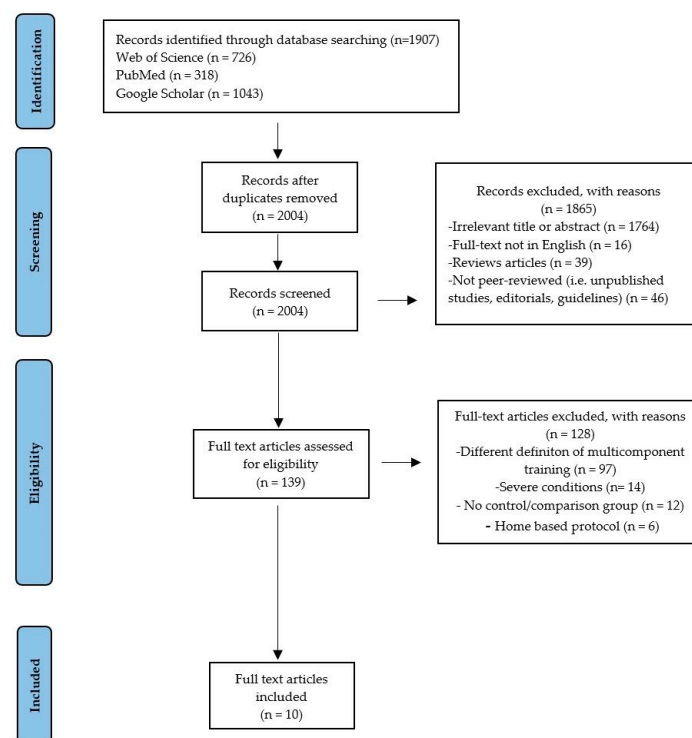 Identification
Records identified through database searching (n=1907)
Web of Science (n = 726)
PubMed (n = 318)
Google Scholar (n = 1043)
Screening
Records after
duplicates removed
(n = 2004)
Records excluded, with reasons
(n = 1865)
-Irrelevant title or abstract (n = 1764)
-Full-text not in English (n = 16)
-Reviews articles (n = 39)
-Not peer-reviewed (i.e. unpublished
studies, editorials, guidelines) (n = 46)
Records screened
(n = 2004)
Eligibility
Full text articles assessed
for eligibility
(n = 139)
Full-text articles excluded, with reasons
(n = 128)
-Different definiton of multicomponent
training (n = 97)
-Severe conditions (n= 14)
- No control/comparison group (n = 12)
- Home based protocol (n = 6)
Included
Full text articles
included
(n = 10)